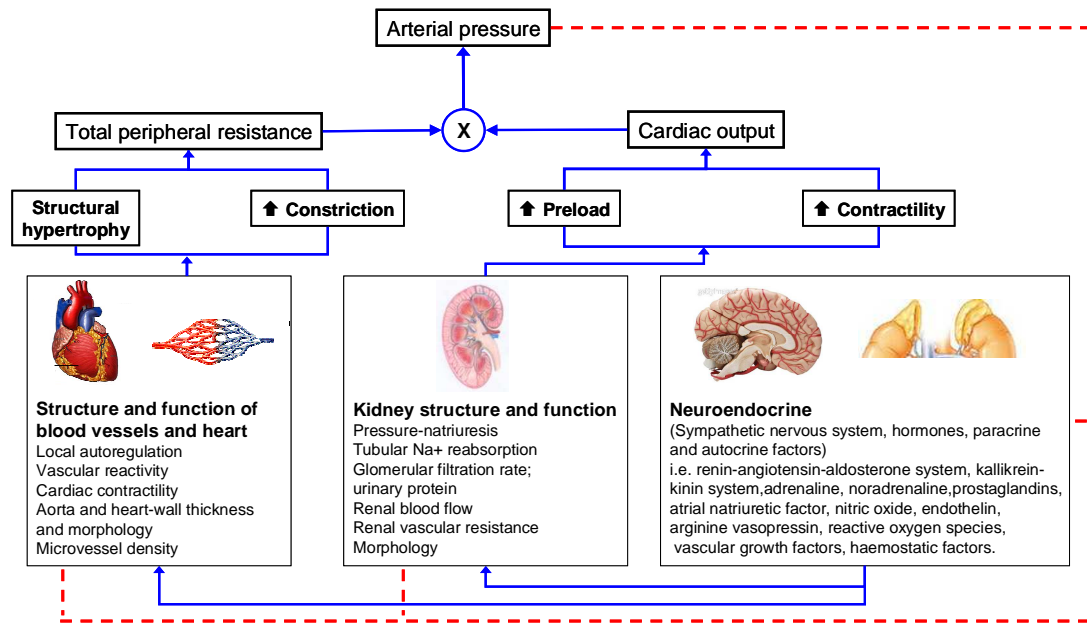 Arterial pressure
Total peripheral resistance
X
Cardiac output
Structural
hypertrophy
Constriction
Preload
Contractility
Structure and function of
blood vessels and heart
Local autoregulation
Vascular reactivity
Cardiac contractility
Aorta and heart-wall thickness
and morphology
Microvessel density
Kidney structure and function
Pressure-natriuresis
Tubular Na+ reabsorption
Glomerular filtration rate;
urinary protein
Renal blood flow
Renal vascular resistance
Morphology
Neuroendocrine
(Sympathetic nervous system, hormones, paracrine
and autocrine factors)
i.e. renin-angiotensin-aldosterone system, kallikrein-
kinin system,adrenaline, noradrenaline,prostaglandins,
atrial natriuretic factor, nitric oxide, endothelin,
arginine vasopressin, reactive oxygen species,
vascular growth factors, haemostatic factors.